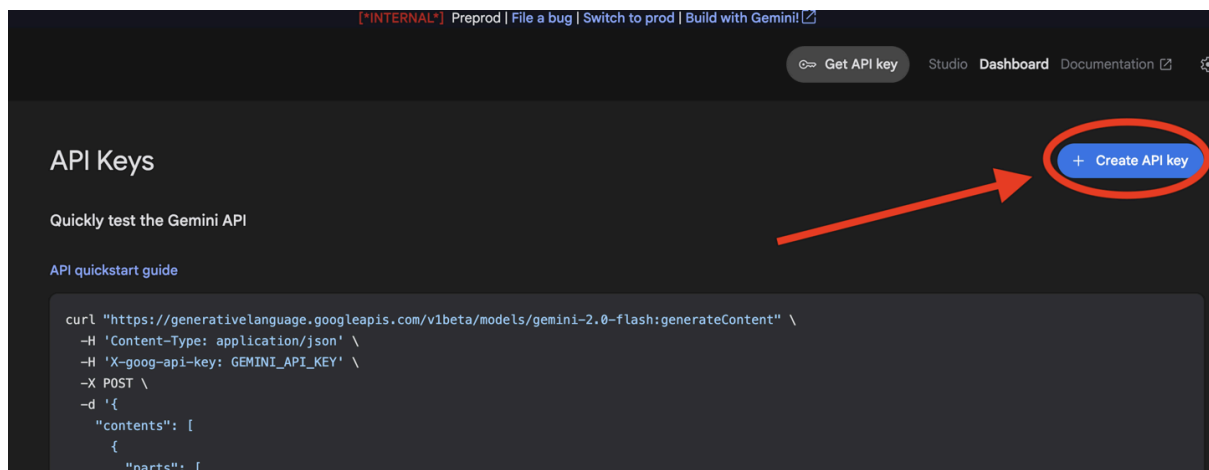 [*INTERNAL*] Preprod | File a bug | Switch to prod | Build with Gemini!
Get API key Studio Dashboard Documentation
API Keys
+ Create API key
Quickly test the Gemini API
API quickstart guide
curl "https://generativelanguage.googleapis.com/v1beta/models/gemini-2.0-flash:generateContent" \
-H 'Content-Type: application/json' \
-H 'X-goog-api-key: GEMINI_API_KEY' \
-X POST \
-d '{
"contents": [
{
"parts": [